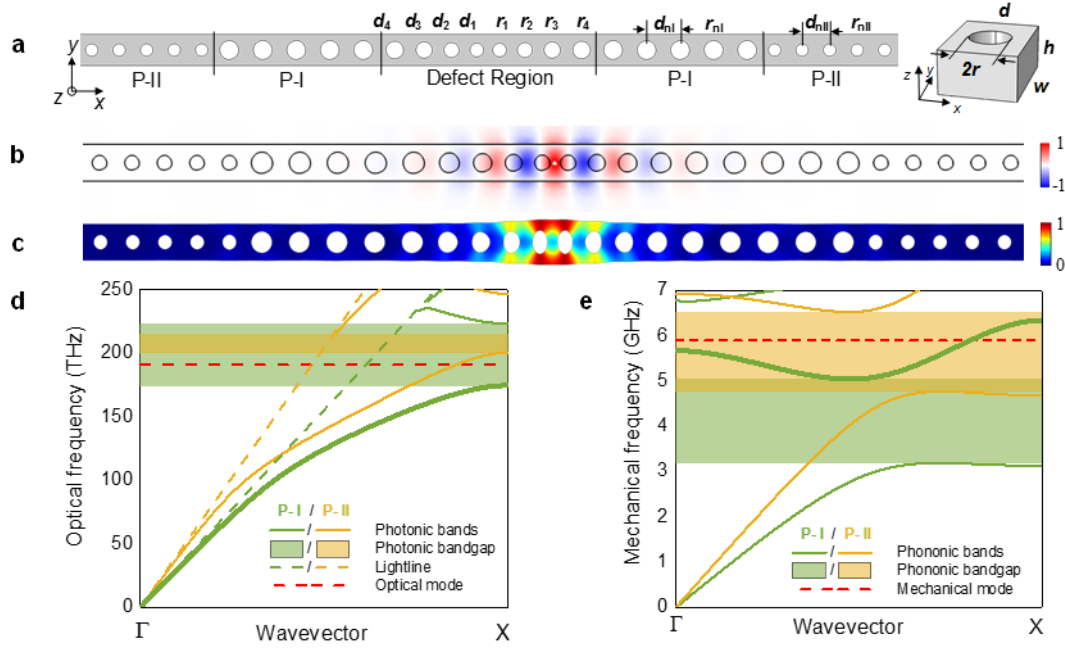 a
y
z
x
d4 d3 d2 d1 r1 r2 r3 r4 dnI rnI dnII rnII
P-II P-I Defect Region P-I P-II
d
h
2r
w
z
y
x
b
1
-1
c
1
0
d
Optical frequency (THz)
250
200
150
100
50
0
Γ
Wavevector
X
P-I / P-II
/ Photonic bands
/ Photonic bandgap
/ Lightline
Optical mode
e
Mechanical frequency (GHz)
7
6
5
4
3
2
1
0
Γ
Wavevector
X
P-I / P-II
/ Phononic bands
/ Phononic bandgap
Mechanical mode